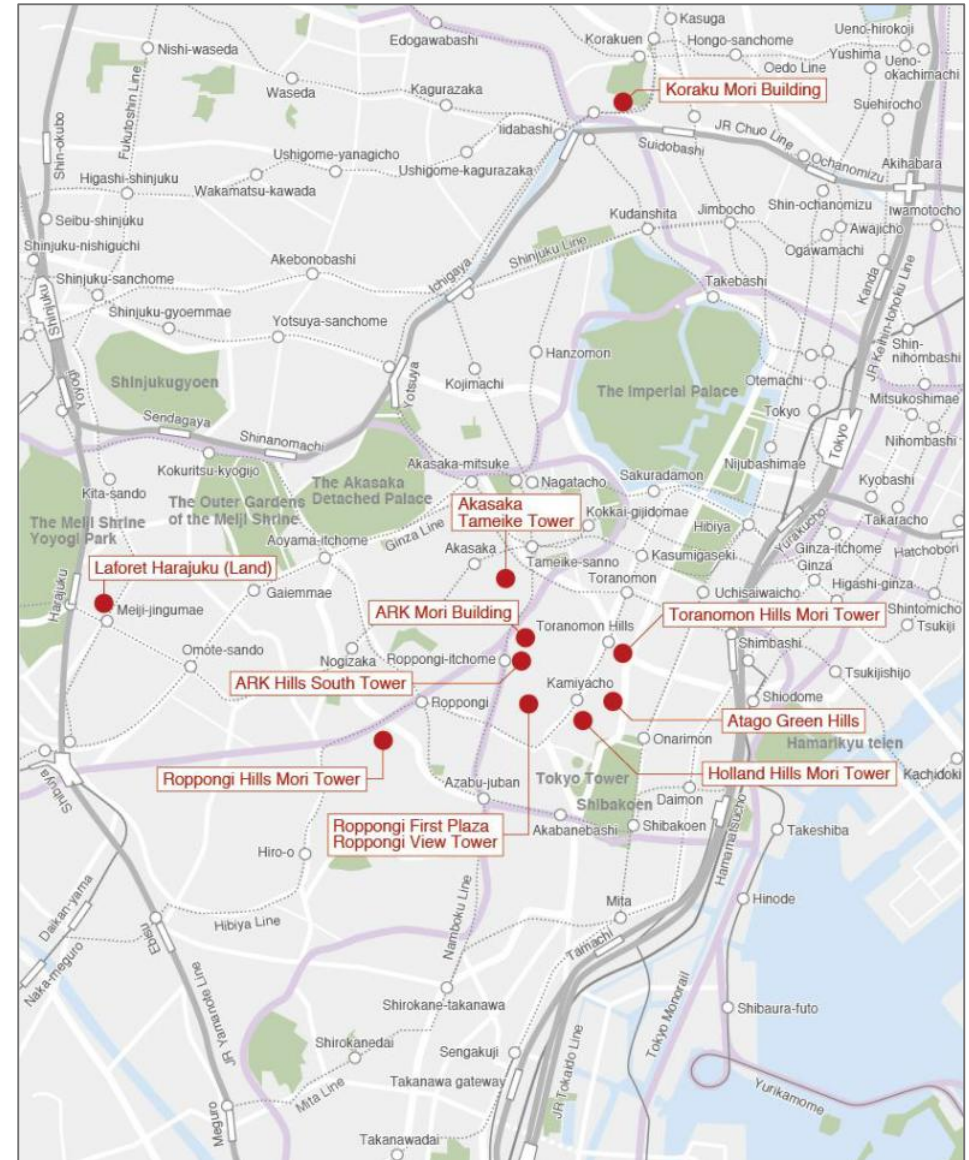 Kasuga
Ueno-hirokoji
Edogawabashi
Korakuen
Hongo-sanchome
Yushima
Nishi-waseda
Oedo Line
Ueno-
okachimachi
Fukutoshin Line
Waseda
Kagurazaka
Koraku Mori Building
Suehirocho
Shin-okubo
Iidabashi
JR Chuo Line
Suidobashi
Ushigome-yanagicho
Ochanomizu
Akihabara
Higashi-shinjuku
Ushigome-kagurazaka
Wakamatsu-kawada
Shin-ochanomizu
Iwamotocho
Seibu-shinjuku
Kudanshita
Jimbocho
Awajicho
Shinjuku-nishiguchi
Ogawamachi
Shinjuku Line
Akebonobashi
Ichigaya
Kanda
JR Keihin-tohoku Line
Shinjuku-sanchome
Takebashi
Shinjuku
Shinjuku-gyoemmae
Yotsuya-sanchome
Shin-
nihombashi
Hanzomon
Yoyogi
Shinjukugyoen
Yotsuya
Kojimachi
The Imperial Palace
Otemachi
Mitsukoshimae
Sendagaya
Tokyo
Tokyo
Shinanomachi
Nihombashi
Kokuritsu-kyogijo
Akasaka-mitsuke
Nijubashimae
Kita-sando
The Akasaka
Detached Palace
Nagatacho
Sakuradamon
Kyobashi
The Outer Gardens
of the Meiji Shrine
Akasaka
Tameike Tower
Kokkai-gijidomae
The Meiji Shrine
Yoyogi Park
Hibiya
Yurakucho
Takaracho
Aoyama-itchome
Ginza Line
Akasaka
Tameike-sanno
Kasumigaseki
Ginza-itchome
Hatchobori
Ginza
Laforet Harajuku (Land)
Toranomon
Harajuku
Gaiemmae
Uchisaiwaicho
Higashi-ginza
Meiji-jingumae
ARK Mori Building
Toranomon Hills
Toranomon Hills Mori Tower
Shintomicho
Tsukiji
Omote-sando
Nogizaka
Roppongi-itchome
Shimbashi
ARK Hills South Tower
Kamiyacho
Tsukijishijo
Roppongi
Shiodome
Atago Green Hills
Onarimon
Hamarikyu teien
Roppongi Hills Mori Tower
Holland Hills Mori Tower
Kachidoki
Shibuya
Azabu-juban
Tokyo Tower
Shibakoen
Daimon
Hamamatsucho
Roppongi First Plaza
Roppongi View Tower
Akabanebashi
Shibakoen
Takeshiba
Hiro-o
Daikan-yama
Hibiya Line
Ebisu
Namboku Line
Mita
Hinode
Naka-meguro
Tamachi
JR Yamanote Line
Shirokane-takanawa
Tokyo Monorail
Shibaura-futo
Shirokanedai
Sengakuji
JR Tokaido Line
Meguro
Mita Line
Takanawa gateway
Yurikamome
Takanawadai